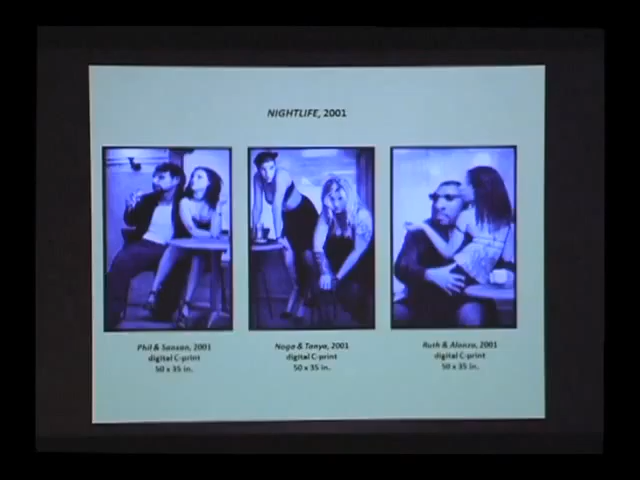 NIGHTLIFE, 2001
Phil & Sanson, 2001
digital C-print
50 x 35 in.
Noge & Tanya, 2001
digital C-print
50 x 35 in.
Ruth & Alonzo, 2001
digital C-print
50 x 35 in.